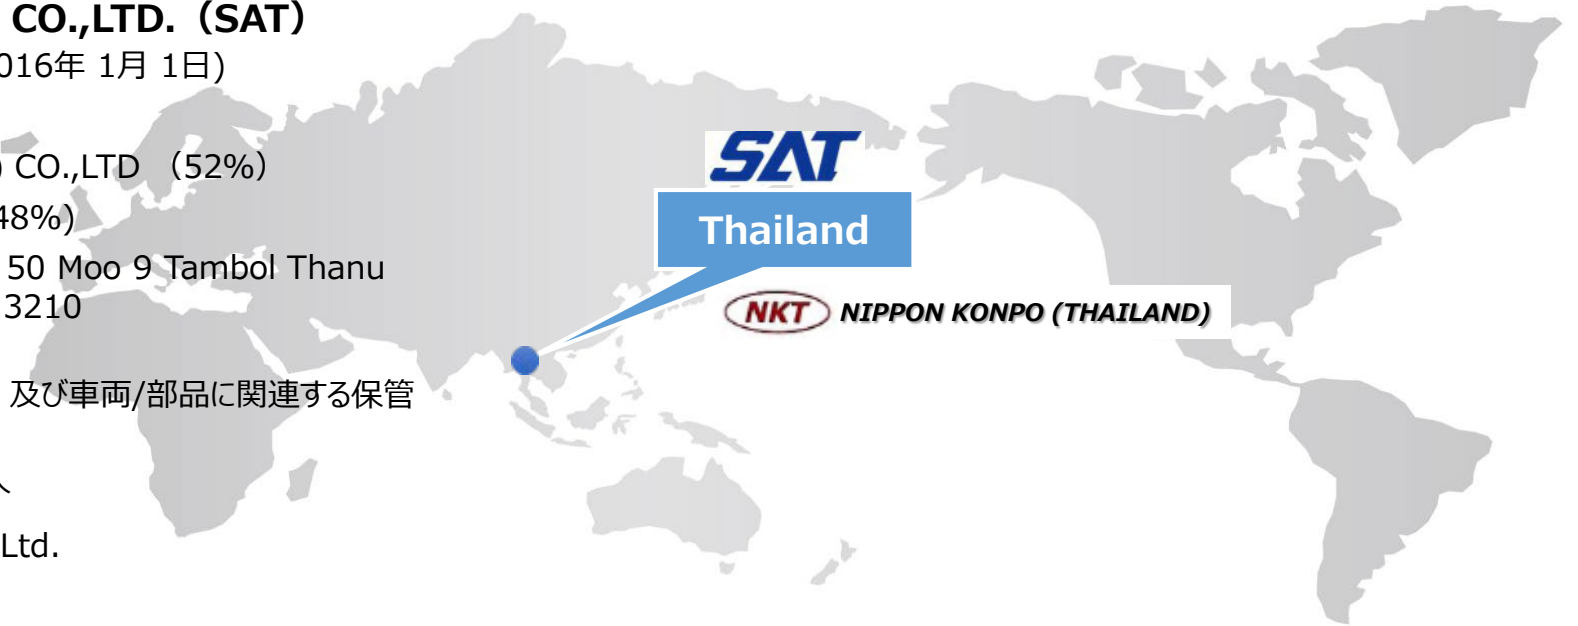 CO.,LTD.（SAT）
016年 1月 1日)
CO.,LTD （52%）
48%)
50 Moo 9 Tambol Thanu
3210
及び車両/部品に関連する保管
Ltd.
SAT
Thailand
NKT NIPPON KONPO (THAILAND)